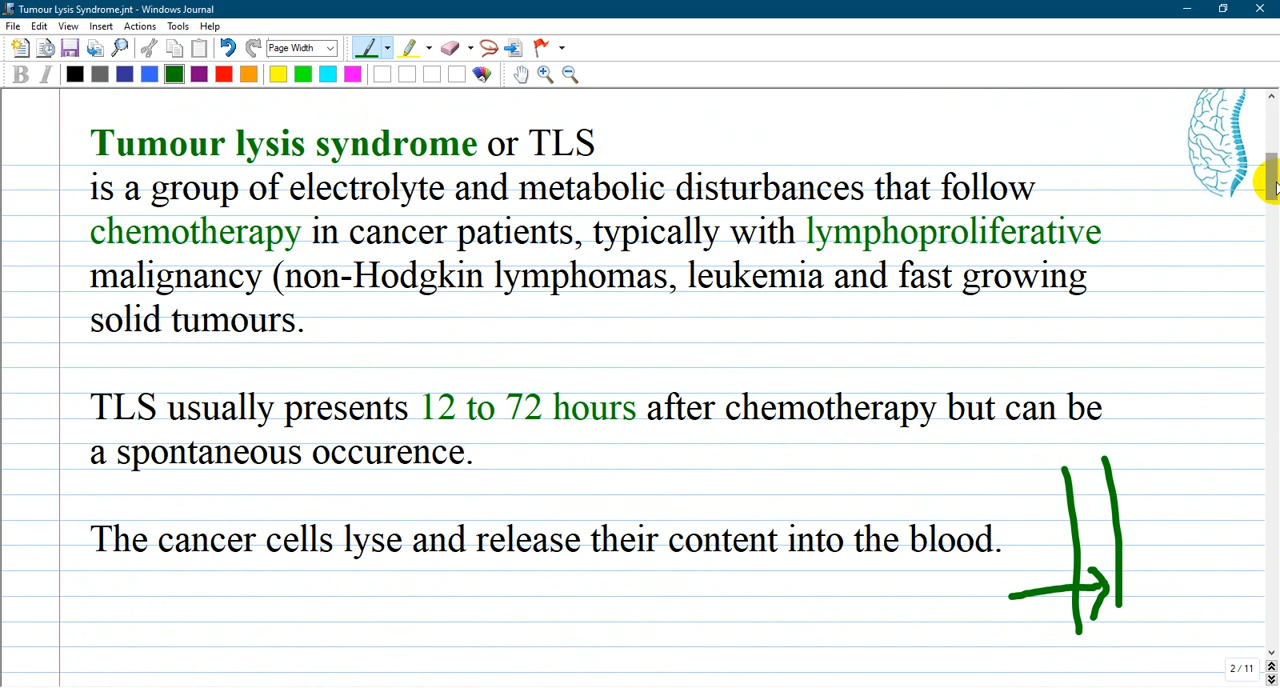 Tumour Lysis Syndrome.jnt - Windows Journal
File Edit View Insert Actions Tools Help
Page Width
B I
Tumour lysis syndrome or TLS
is a group of electrolyte and metabolic disturbances that follow
chemotherapy in cancer patients, typically with lymphoproliferative
malignancy (non-Hodgkin lymphomas, leukemia and fast growing
solid tumours.
TLS usually presents 12 to 72 hours after chemotherapy but can be
a spontaneous occurence.
The cancer cells lyse and release their content into the blood.
2 / 11